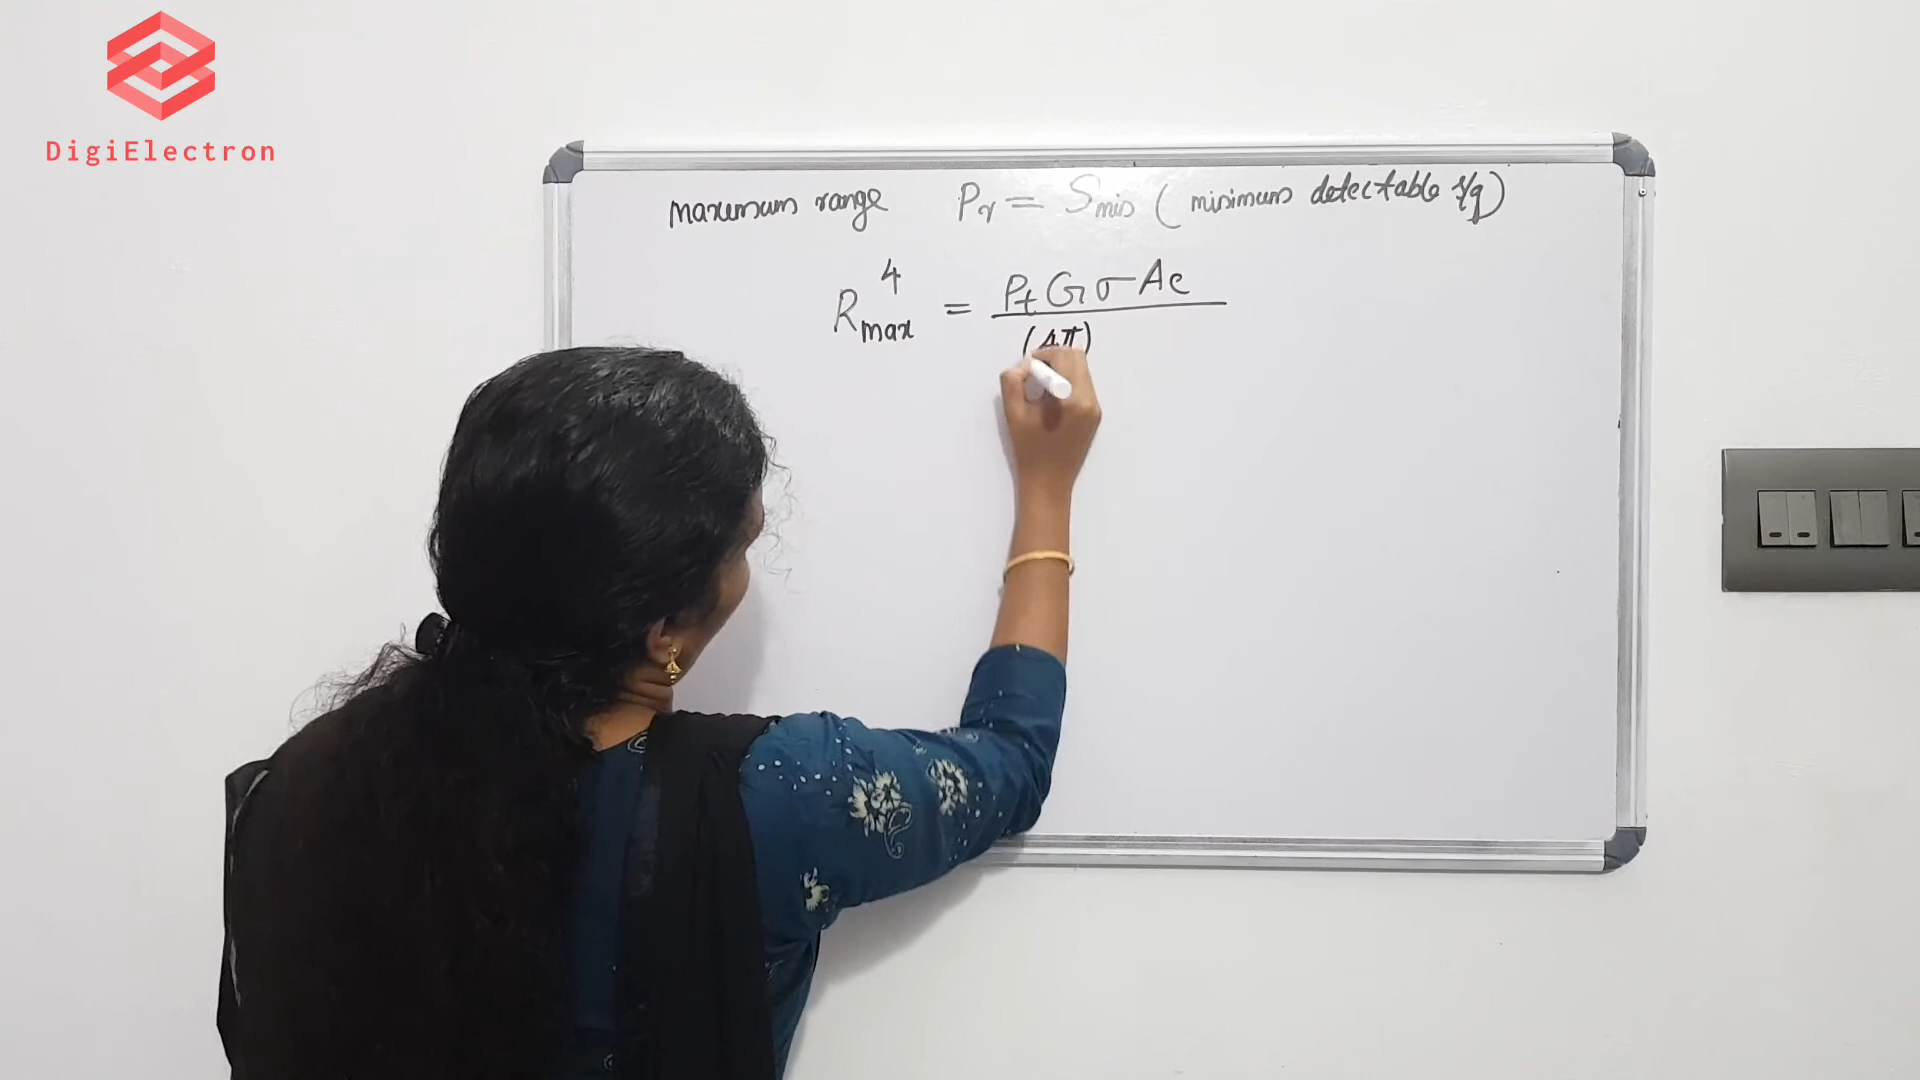 DigiElectron
maximum range Pr = Smin (minimum detectable s/g)
R⁴max = PtGσAe
(4π)